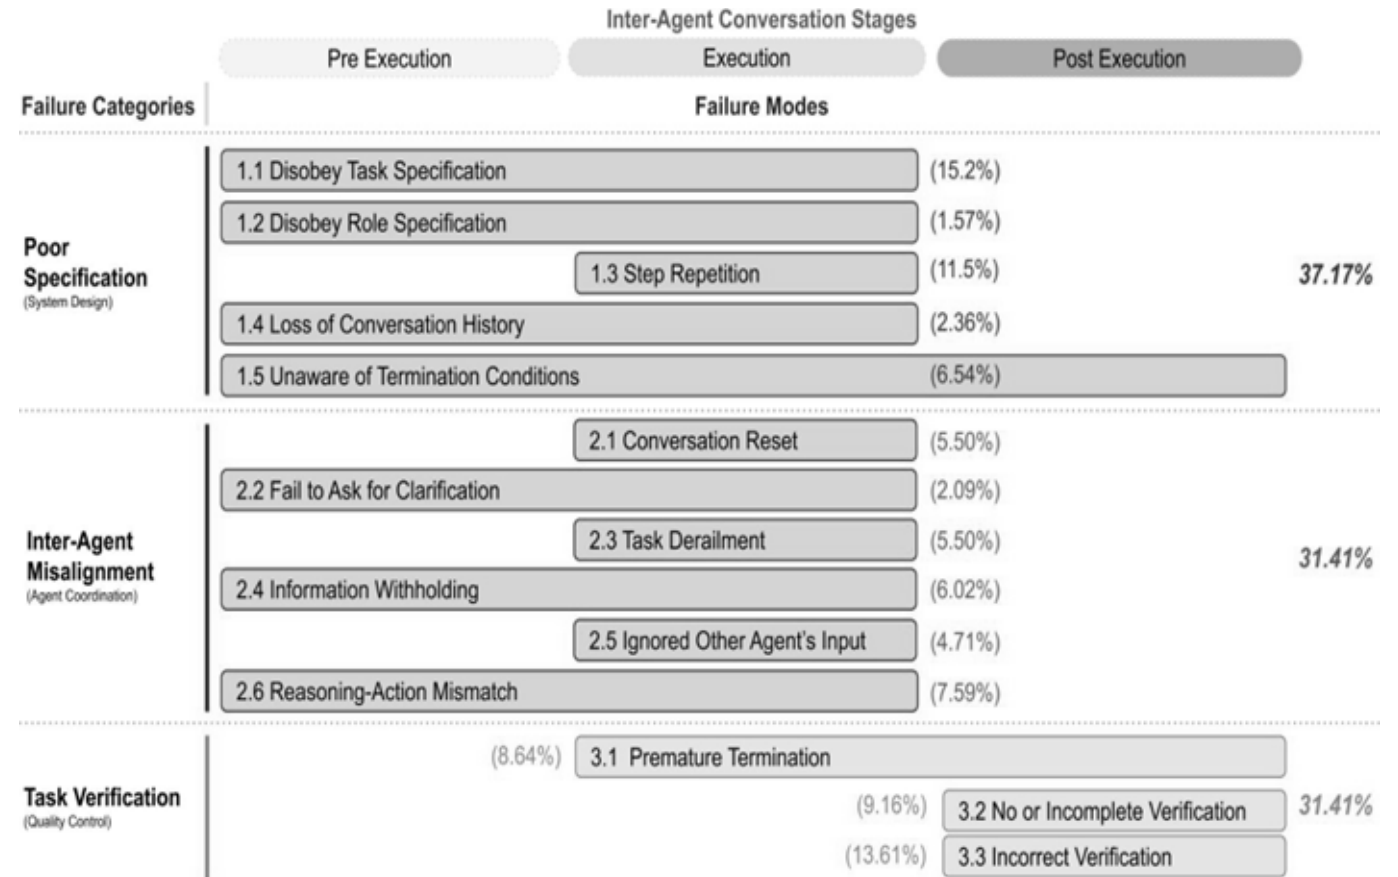 Inter-Agent Conversation Stages
Pre Execution
Execution
Post Execution
Failure Categories
Failure Modes
Poor
Specification
(System Design)
1.1 Disobey Task Specification
(15.2%)
1.2 Disobey Role Specification
(1.57%)
1.3 Step Repetition
(11.5%)
1.4 Loss of Conversation History
(2.36%)
1.5 Unaware of Termination Conditions
(6.54%)
37.17%
Inter-Agent
Misalignment
(Agent Coordination)
2.1 Conversation Reset
(5.50%)
2.2 Fail to Ask for Clarification
(2.09%)
2.3 Task Derailment
(5.50%)
2.4 Information Withholding
(6.02%)
2.5 Ignored Other Agent's Input
(4.71%)
2.6 Reasoning-Action Mismatch
(7.59%)
31.41%
Task Verification
(Quality Control)
(8.64%)
3.1 Premature Termination
(9.16%)
3.2 No or Incomplete Verification
(13.61%)
3.3 Incorrect Verification
31.41%